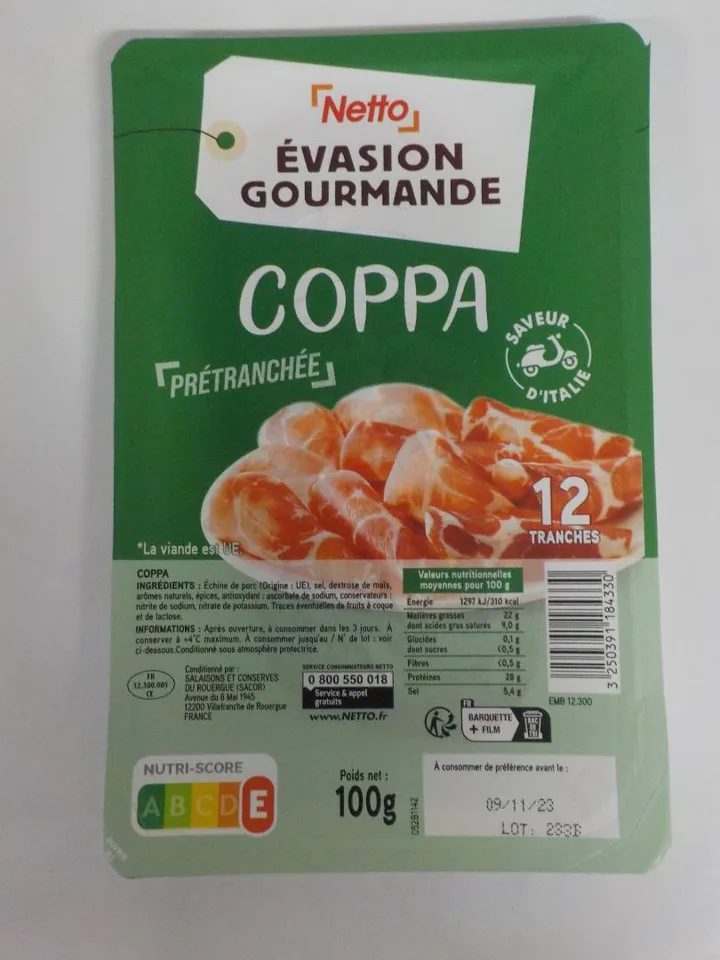 Netto
ÉVASION
GOURMANDE
COPPA
PRÉTRANCHÉE
SAVEUR
D'ITALIE
12
TRANCHES
*La viande est UE.
COPPA
INGRÉDIENTS : Échine de porc (Origine : UE), sel, dextrose de maïs,
arômes naturels, épices, antioxydant : ascorbate de sodium, conservateurs :
nitrite de sodium, nitrate de potassium. Traces éventuelles de fruits à coque
et de lactose.
INFORMATIONS : Après ouverture, à consommer dans les 3 jours. À
conserver à +4°C maximum. À consommer jusqu'au / N° de lot : voir
ci-dessous.Conditionné sous atmosphère protectrice.
Valeurs nutritionnelles
moyennes pour 100 g
Energie 1297 kJ/310 kcal
Matières grasses 22 g
dont acides gras saturés 9,0 g
Glucides 0,1 g
dont sucres <0,5 g
Fibres <0,5 g
Protéines 28 g
Sel 5,4 g
3 250391 184330
EMB 12.300
FR
12.300.001
CE
Conditionné par :
SALAISONS ET CONSERVES
DU ROUERGUE (SACOR)
Avenue du 8 Mai 1945
12200 Villefranche de Rouergue
FRANCE
SERVICE CONSOMMATEURS NETTO
0 800 550 018
Service & appel
gratuits
www.NETTO.fr
FR
BARQUETTE
+ FILM
BAC
DE
TRI
NUTRI-SCORE
A B C D E
Poids net :
100g
05281142
À consommer de préférence avant le :
09/11/23
LOT: 283B